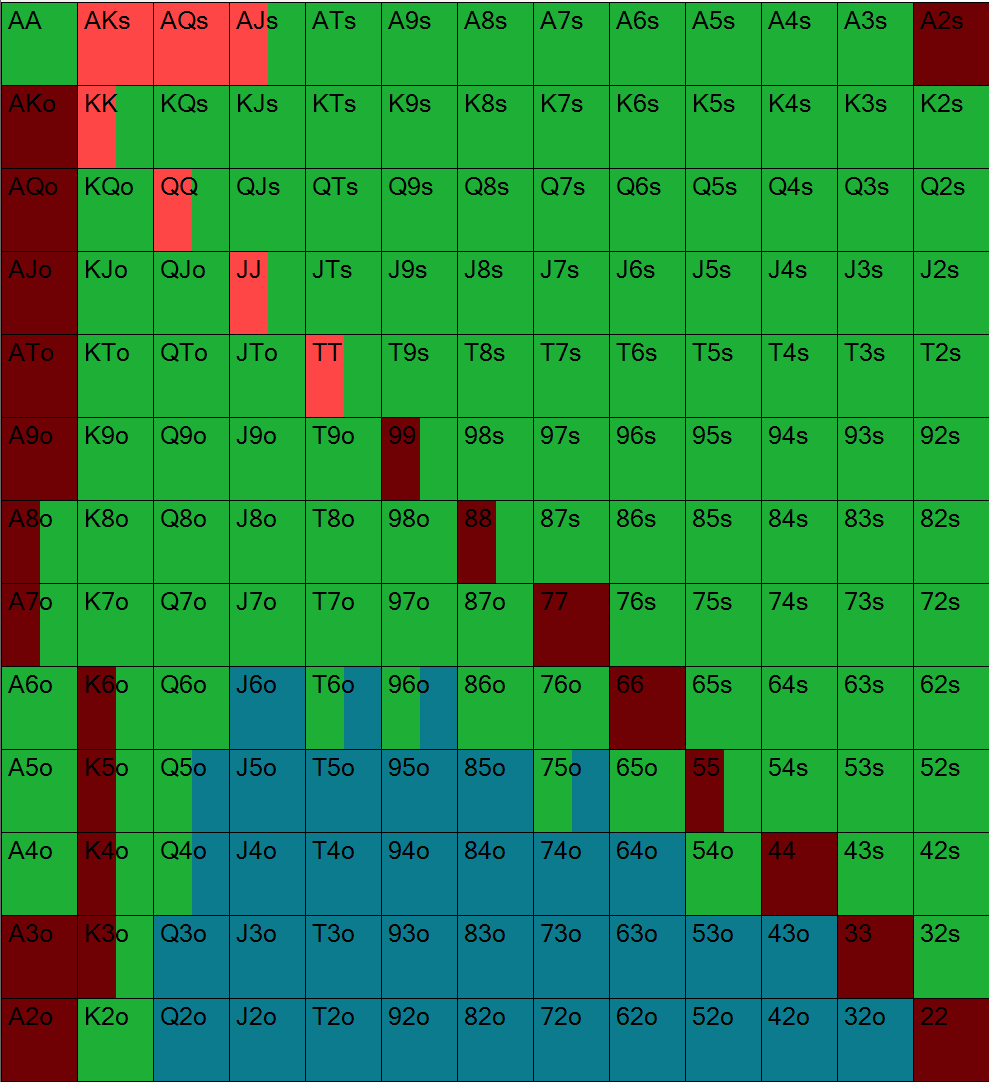 AA AKs AQs AJs ATs A9s A8s A7s A6s A5s A4s A3s A2s
AKo KK KQs KJs KTs K9s K8s K7s K6s K5s K4s K3s K2s
AQo KQo QQ QJs QTs Q9s Q8s Q7s Q6s Q5s Q4s Q3s Q2s
AJo KJo QJo JJ JTs J9s J8s J7s J6s J5s J4s J3s J2s
ATo KTo QTo JTo TT T9s T8s T7s T6s T5s T4s T3s T2s
A9o K9o Q9o J9o T9o 99 98s 97s 96s 95s 94s 93s 92s
A8o K8o Q8o J8o T8o 98o 88 87s 86s 85s 84s 83s 82s
A7o K7o Q7o J7o T7o 97o 87o 77 76s 75s 74s 73s 72s
A6o K6o Q6o J6o T6o 96o 86o 76o 66 65s 64s 63s 62s
A5o K5o Q5o J5o T5o 95o 85o 75o 65o 55 54s 53s 52s
A4o K4o Q4o J4o T4o 94o 84o 74o 64o 54o 44 43s 42s
A3o K3o Q3o J3o T3o 93o 83o 73o 63o 53o 43o 33 32s
A2o K2o Q2o J2o T2o 92o 82o 72o 62o 52o 42o 32o 22